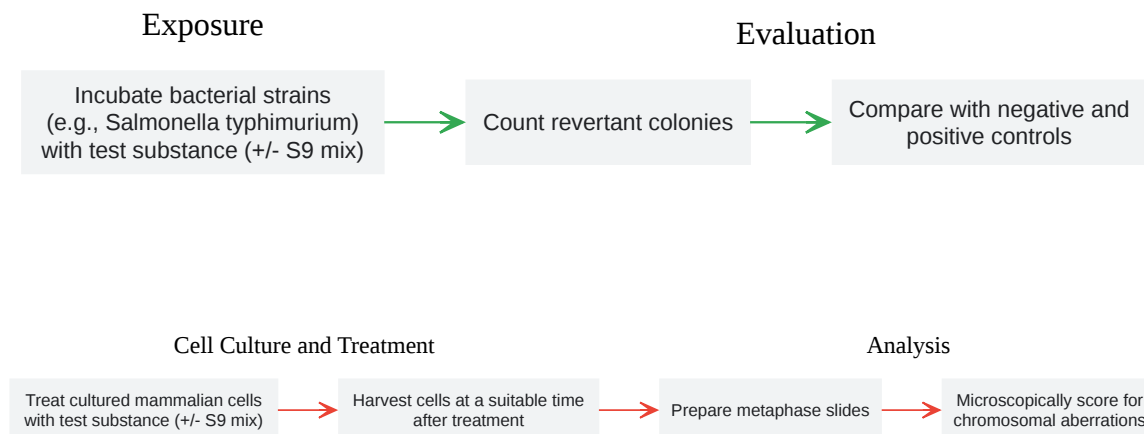 Exposure
Evaluation
Incubate bacterial strains
(e.g., Salmonella typhimurium)
with test substance (+/- S9 mix)
Count revertant colonies
Compare with negative and
positive controls
Cell Culture and Treatment
Analysis
Treat cultured mammalian cells
with test substance (+/- S9 mix)
Harvest cells at a suitable time
after treatment
Prepare metaphase slides
Microscopically score for
chromosomal aberrations